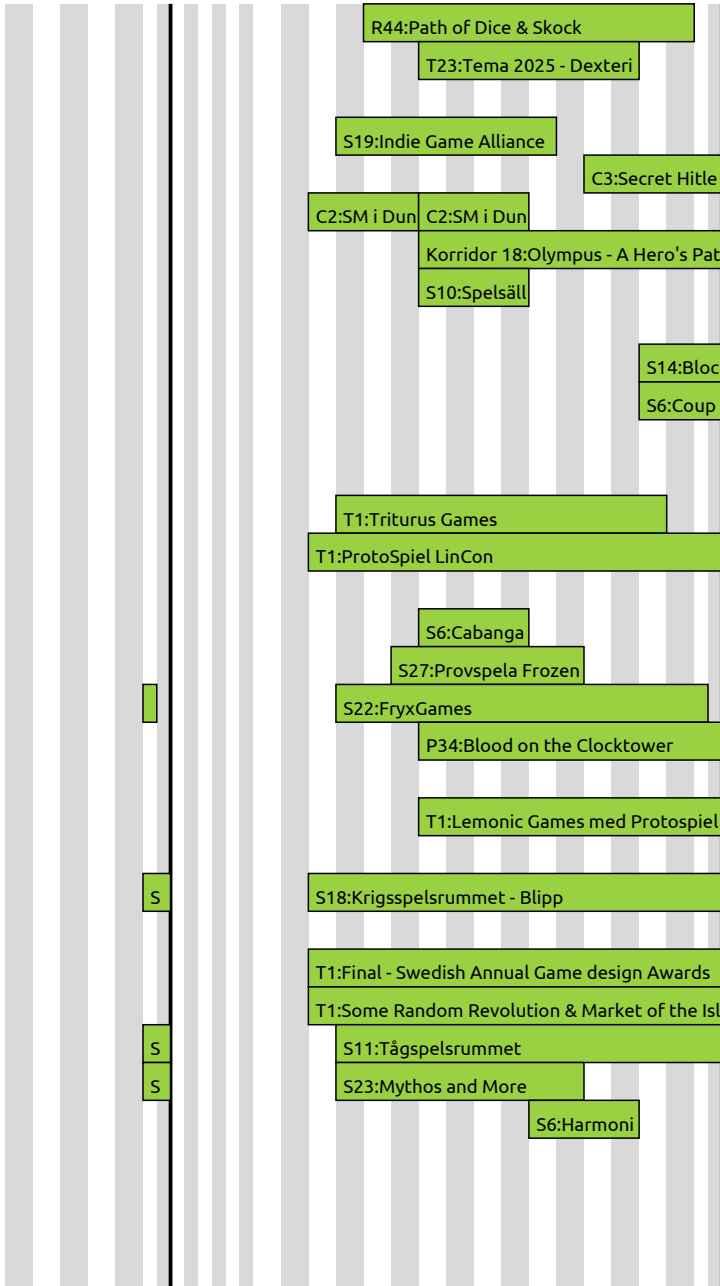 R44:Path of Dice & Skock
T23:Tema 2025 - Dexteri
S19:Indie Game Alliance
C3:Secret Hitle
C2:SM i Dun C2:SM i Dun
Korridor 18:Olympus - A Hero's Pat
S10:Spelsäll
S14:Bloc
S6:Coup
T1:Triturus Games
T1:ProtoSpiel LinCon
S6:Cabanga
S27:Provspela Frozen
S22:FryxGames
P34:Blood on the Clocktower
T1:Lemonic Games med Protospiel
S S18:Krigsspelsrummet - Blipp
T1:Final - Swedish Annual Game design Awards
T1:Some Random Revolution & Market of the Isl
S S11:Tågspelsrummet
S S23:Mythos and More
S6:Harmoni